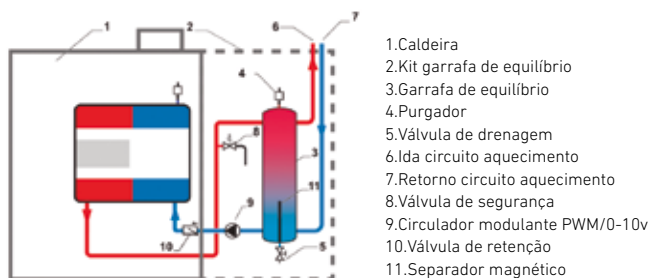 1
2
6
7
4
8
3
11
9
10
5
1.Caldeira
2.Kit garrafa de equilíbrio
3.Garrafa de equilíbrio
4.Purgador
5.Válvula de drenagem
6.Ida circuito aquecimento
7.Retorno circuito aquecimento
8.Válvula de segurança
9.Circulador modulante PWM/0-10v
10.Válvula de retenção
11.Separador magnético